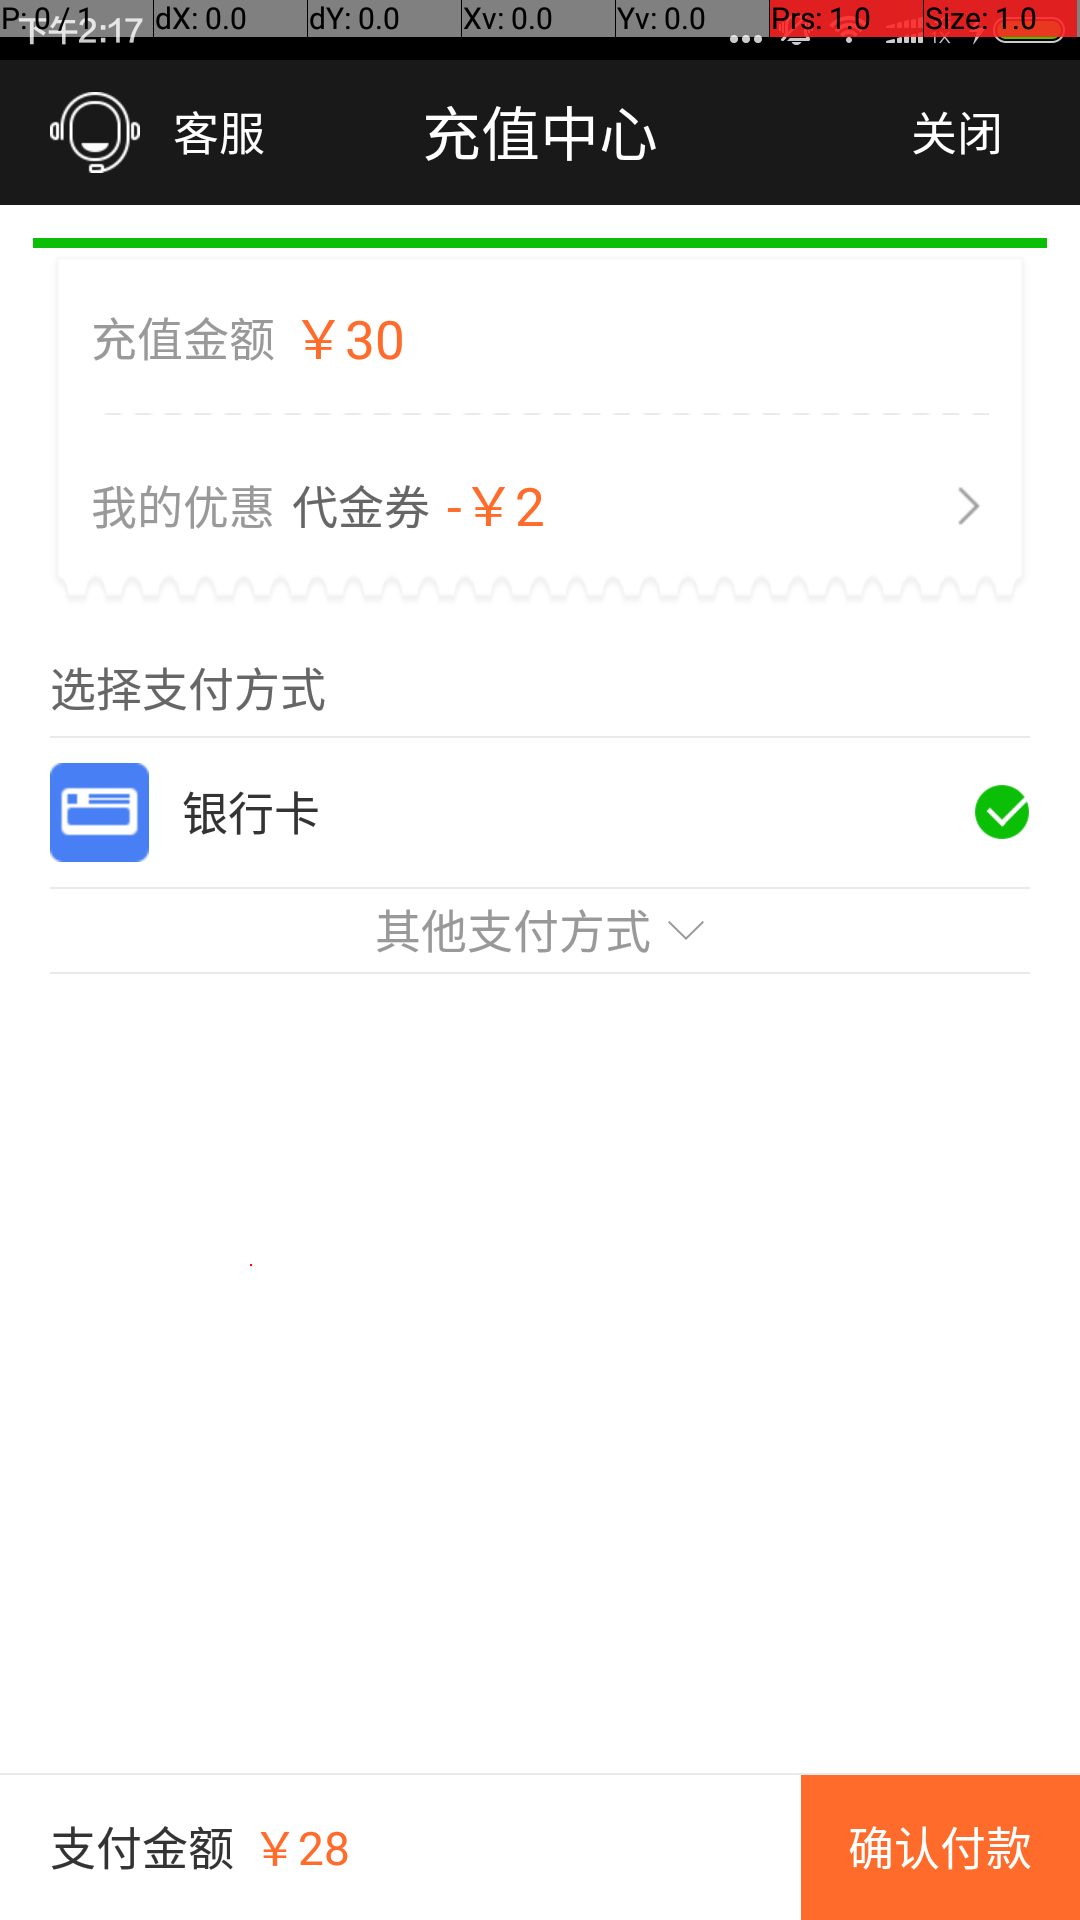 P: 0 / 1 dX: 0.0 dY: 0.0 Xv: 0.0 Yv: 0.0 Prs: 1.0 Size: 1.0
下午2:17 1X
客服 充值中心 关闭
充值金额 ￥30
我的优惠 代金券 -￥2
选择支付方式
银行卡
其他支付方式
支付金额 ￥28 确认付款